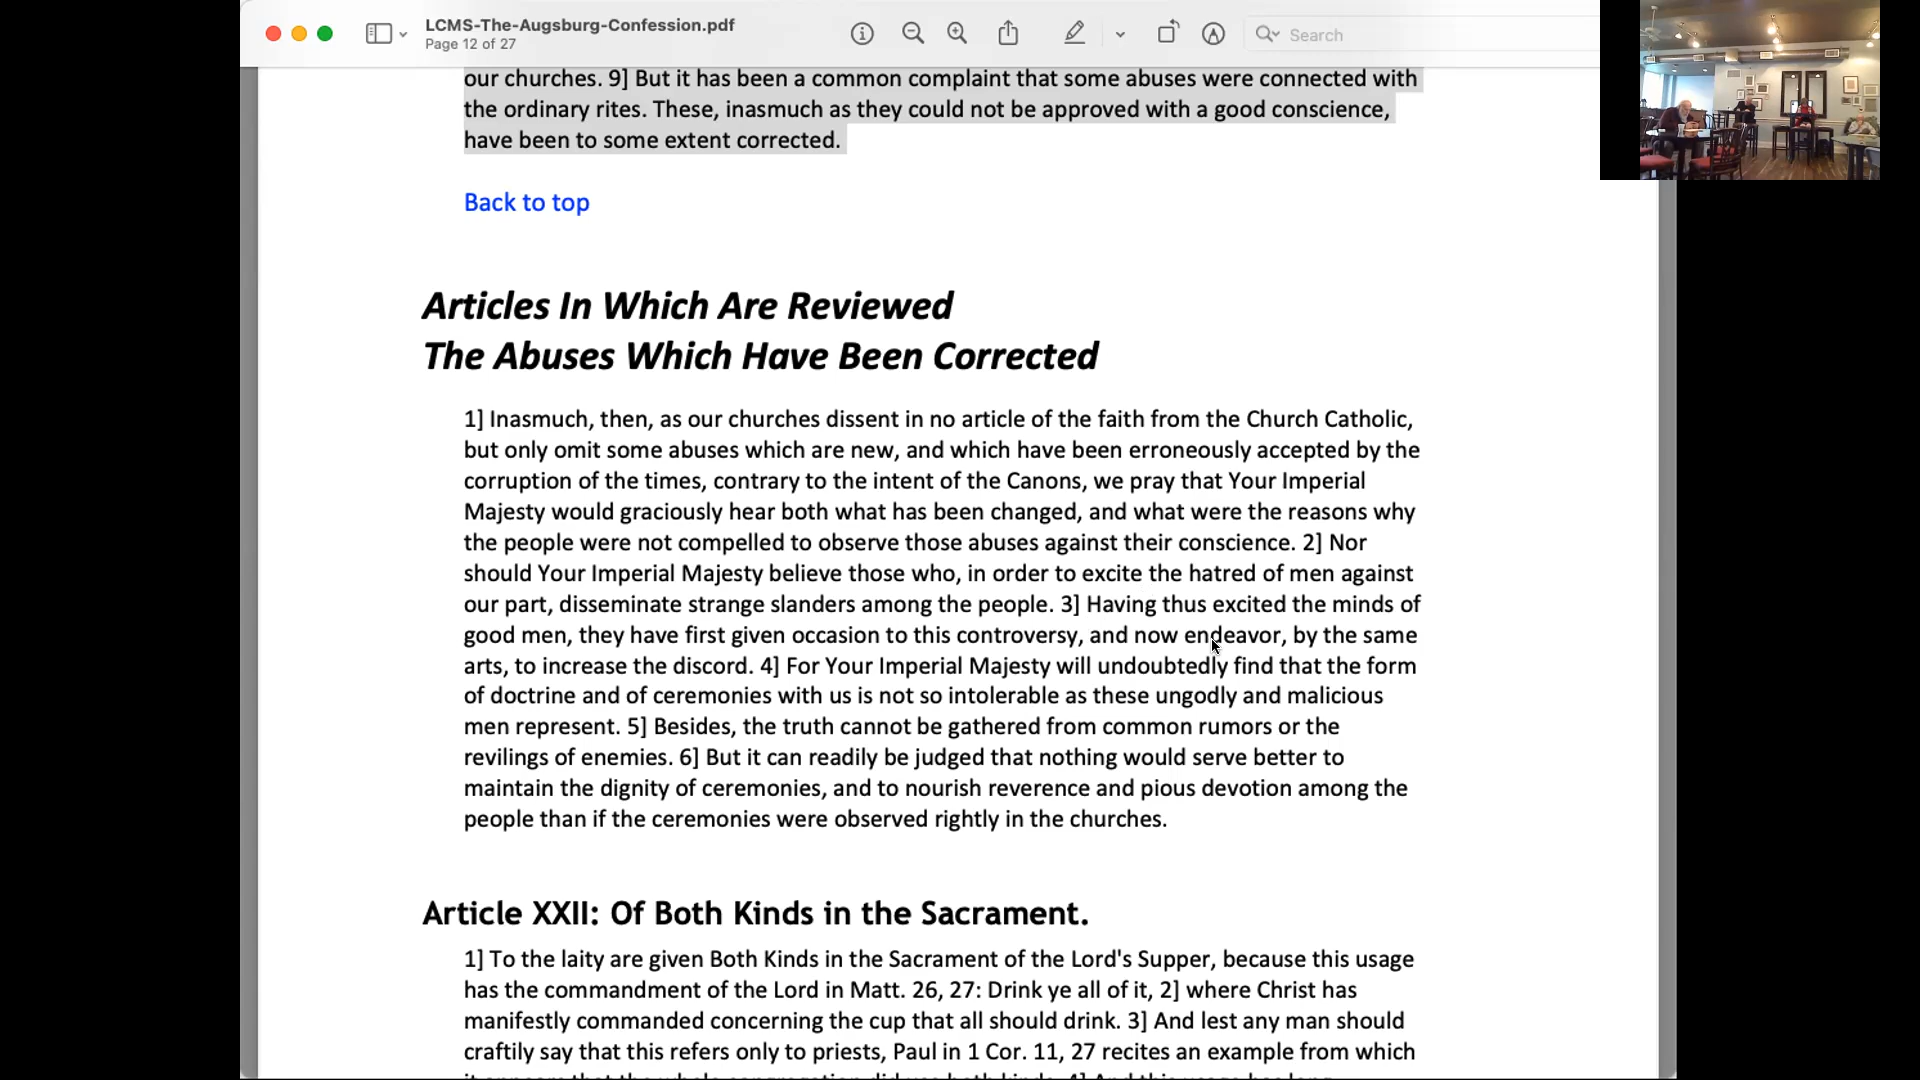 LCMS-The-Augsburg-Confession.pdf
Page 12 of 27
Search
our churches. 9] But it has been a common complaint that some abuses were connected with
the ordinary rites. These, inasmuch as they could not be approved with a good conscience,
have been to some extent corrected.
Back to top
Articles In Which Are Reviewed
The Abuses Which Have Been Corrected
1] Inasmuch, then, as our churches dissent in no article of the faith from the Church Catholic,
but only omit some abuses which are new, and which have been erroneously accepted by the
corruption of the times, contrary to the intent of the Canons, we pray that Your Imperial
Majesty would graciously hear both what has been changed, and what were the reasons why
the people were not compelled to observe those abuses against their conscience. 2] Nor
should Your Imperial Majesty believe those who, in order to excite the hatred of men against
our part, disseminate strange slanders among the people. 3] Having thus excited the minds of
good men, they have first given occasion to this controversy, and now endeavor, by the same
arts, to increase the discord. 4] For Your Imperial Majesty will undoubtedly find that the form
of doctrine and of ceremonies with us is not so intolerable as these ungodly and malicious
men represent. 5] Besides, the truth cannot be gathered from common rumors or the
revilings of enemies. 6] But it can readily be judged that nothing would serve better to
maintain the dignity of ceremonies, and to nourish reverence and pious devotion among the
people than if the ceremonies were observed rightly in the churches.
Article XXII: Of Both Kinds in the Sacrament.
1] To the laity are given Both Kinds in the Sacrament of the Lord's Supper, because this usage
has the commandment of the Lord in Matt. 26, 27: Drink ye all of it, 2] where Christ has
manifestly commanded concerning the cup that all should drink. 3] And lest any man should
craftily say that this refers only to priests, Paul in 1 Cor. 11, 27 recites an example from which